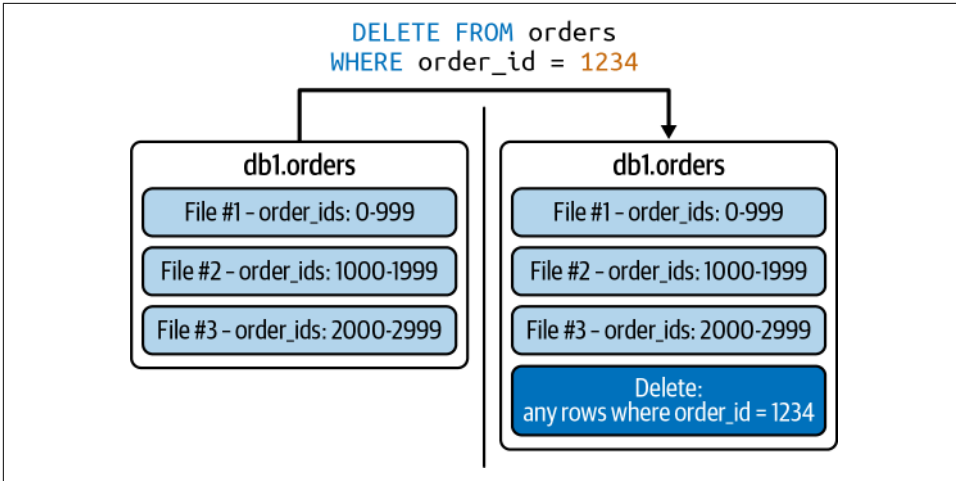 DELETE FROM orders
WHERE order_id = 1234
db1.orders
File #1 – order_ids: 0-999
File #2 – order_ids: 1000-1999
File #3 – order_ids: 2000-2999
db1.orders
File #1 – order_ids: 0-999
File #2 – order_ids: 1000-1999
File #3 – order_ids: 2000-2999
Delete:
any rows where order_id = 1234